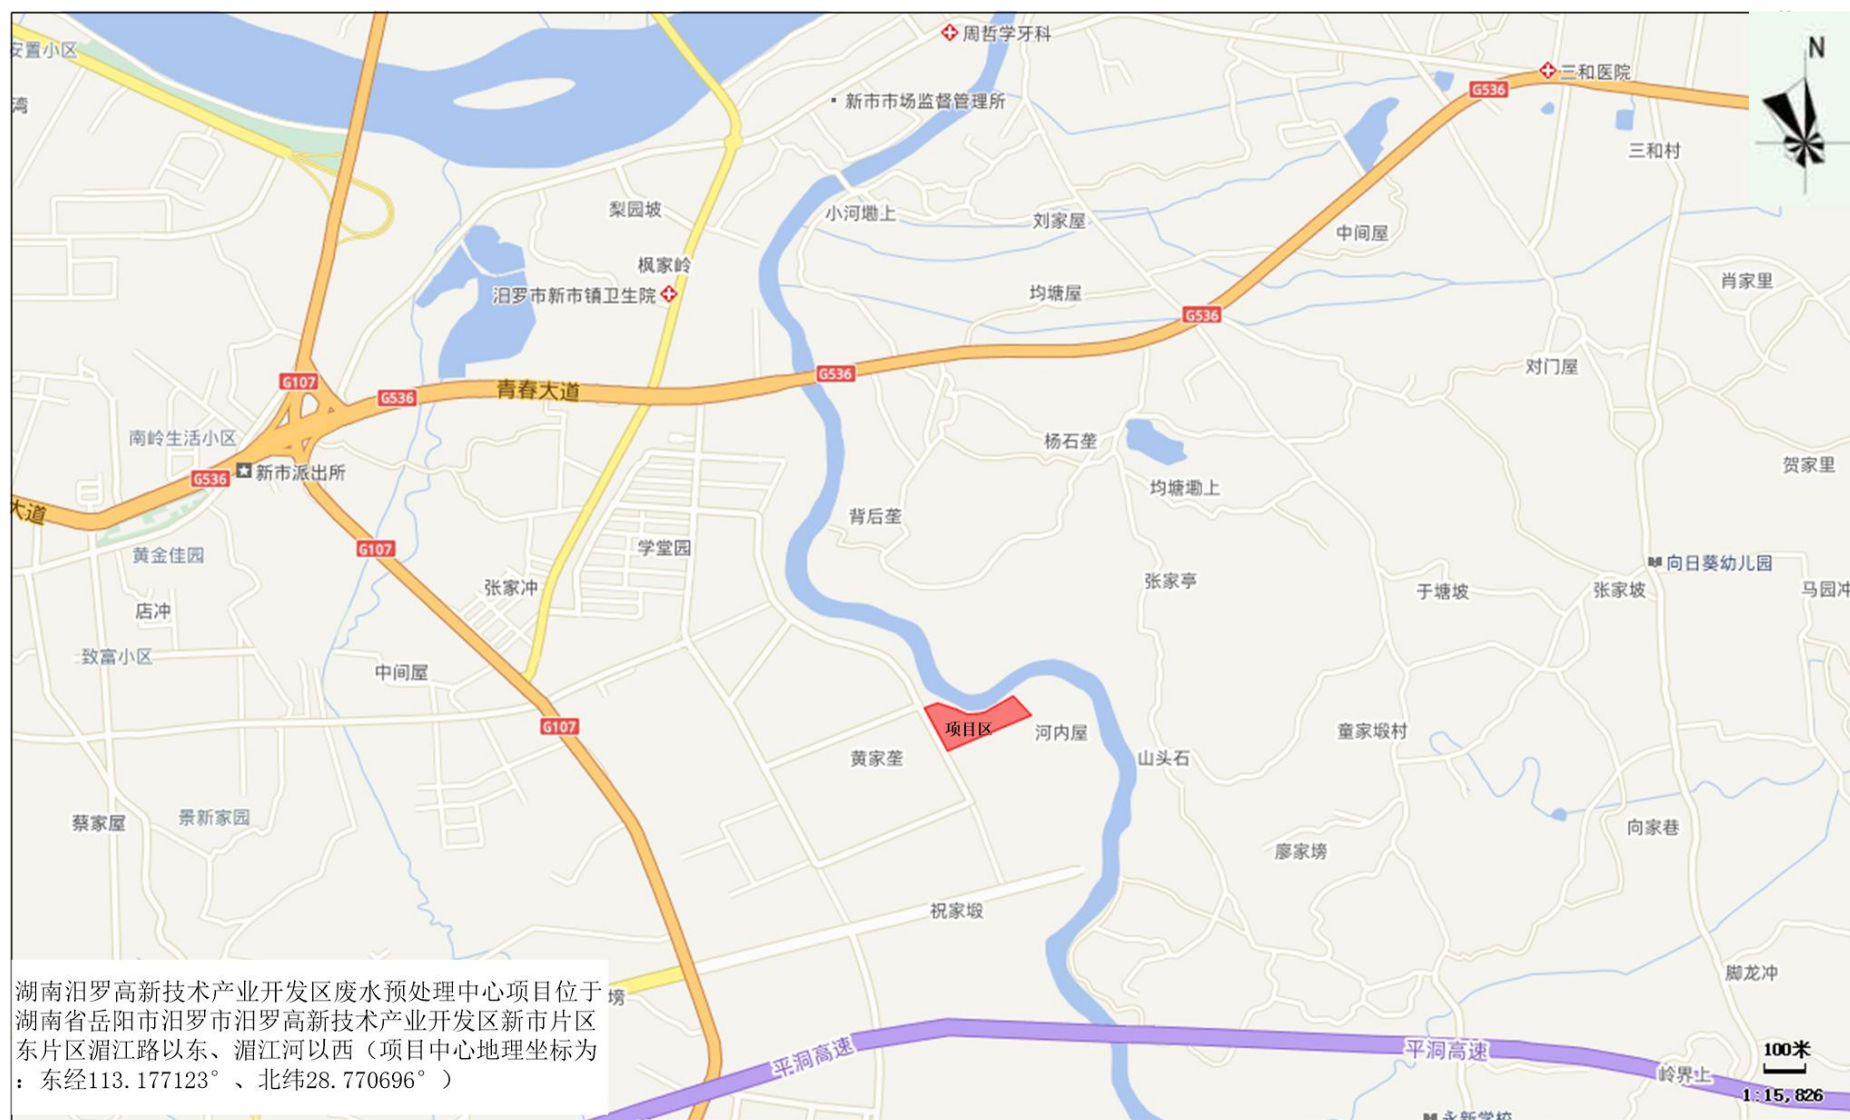 周哲学牙科
N
安置小区
三和医院
G536
湾
新市市场监督管理所
三和村
梨园坡
小河墈上
刘家屋
中间屋
枫家岭
肖家里
汨罗市新市镇卫生院
均塘屋
G536
对门屋
G107
G536
青春大道
G536
南岭生活小区
杨石垄
贺家里
G536
新市派出所
均塘墈上
大道
背后垄
黄金佳园
G107
学堂园
向日葵幼儿园
张家冲
张家亭
于塘坡
张家坡
马园冲
店冲
致富小区
中间屋
G107
项目区
河内屋
童家塅村
黄家垄
山头石
蔡家屋
景新家园
向家巷
廖家塝
祝家塅
脚龙冲
湖南汨罗高新技术产业开发区废水预处理中心项目位于
湖南省岳阳市汨罗市汨罗高新技术产业开发区新市片区
东片区湄江路以东、湄江河以西（项目中心地理坐标为
：东经113.177123°、北纬28.770696°）
塝
平洞高速
平洞高速
100米
岭界上
1:15,826
永新学校